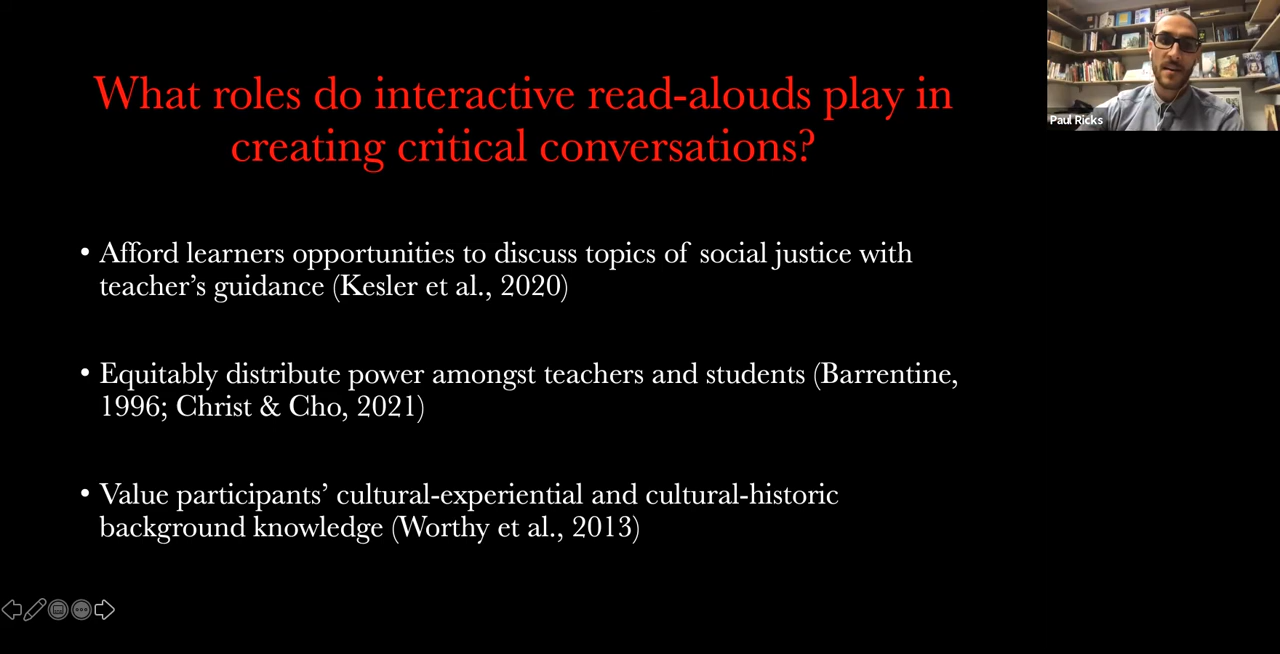 What roles do interactive read-alouds play in
creating critical conversations?
• Afford learners opportunities to discuss topics of social justice with
teacher’s guidance (Kesler et al., 2020)
• Equitably distribute power amongst teachers and students (Barrentine,
1996; Christ & Cho, 2021)
• Value participants’ cultural-experiential and cultural-historic
background knowledge (Worthy et al., 2013)
Paul Ricks